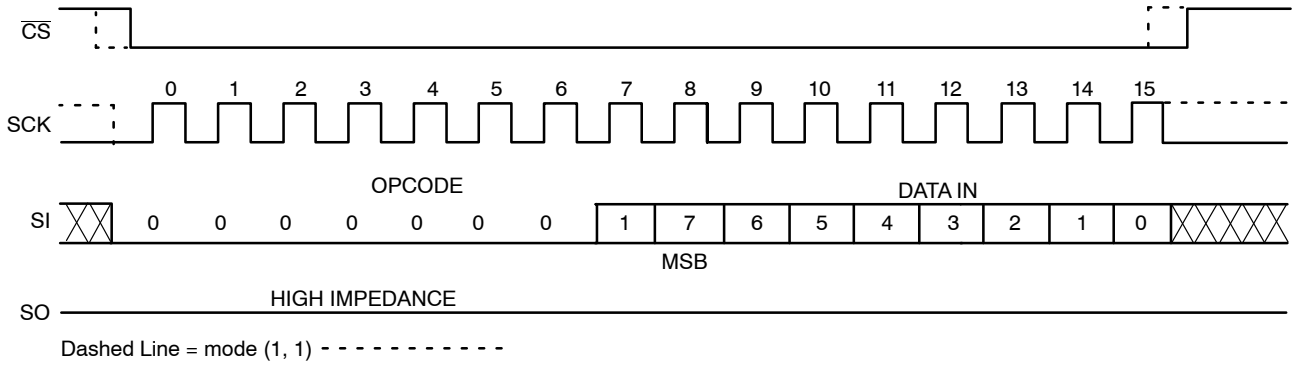 CS
0 1 2 3 4 5 6 7 8 9 10 11 12 13 14 15
SCK
OPCODE DATA IN
SI 0 0 0 0 0 0 0 1 7 6 5 4 3 2 1 0
MSB
HIGH IMPEDANCE
SO
Dashed Line = mode (1, 1) - - - - - - - - - - - -